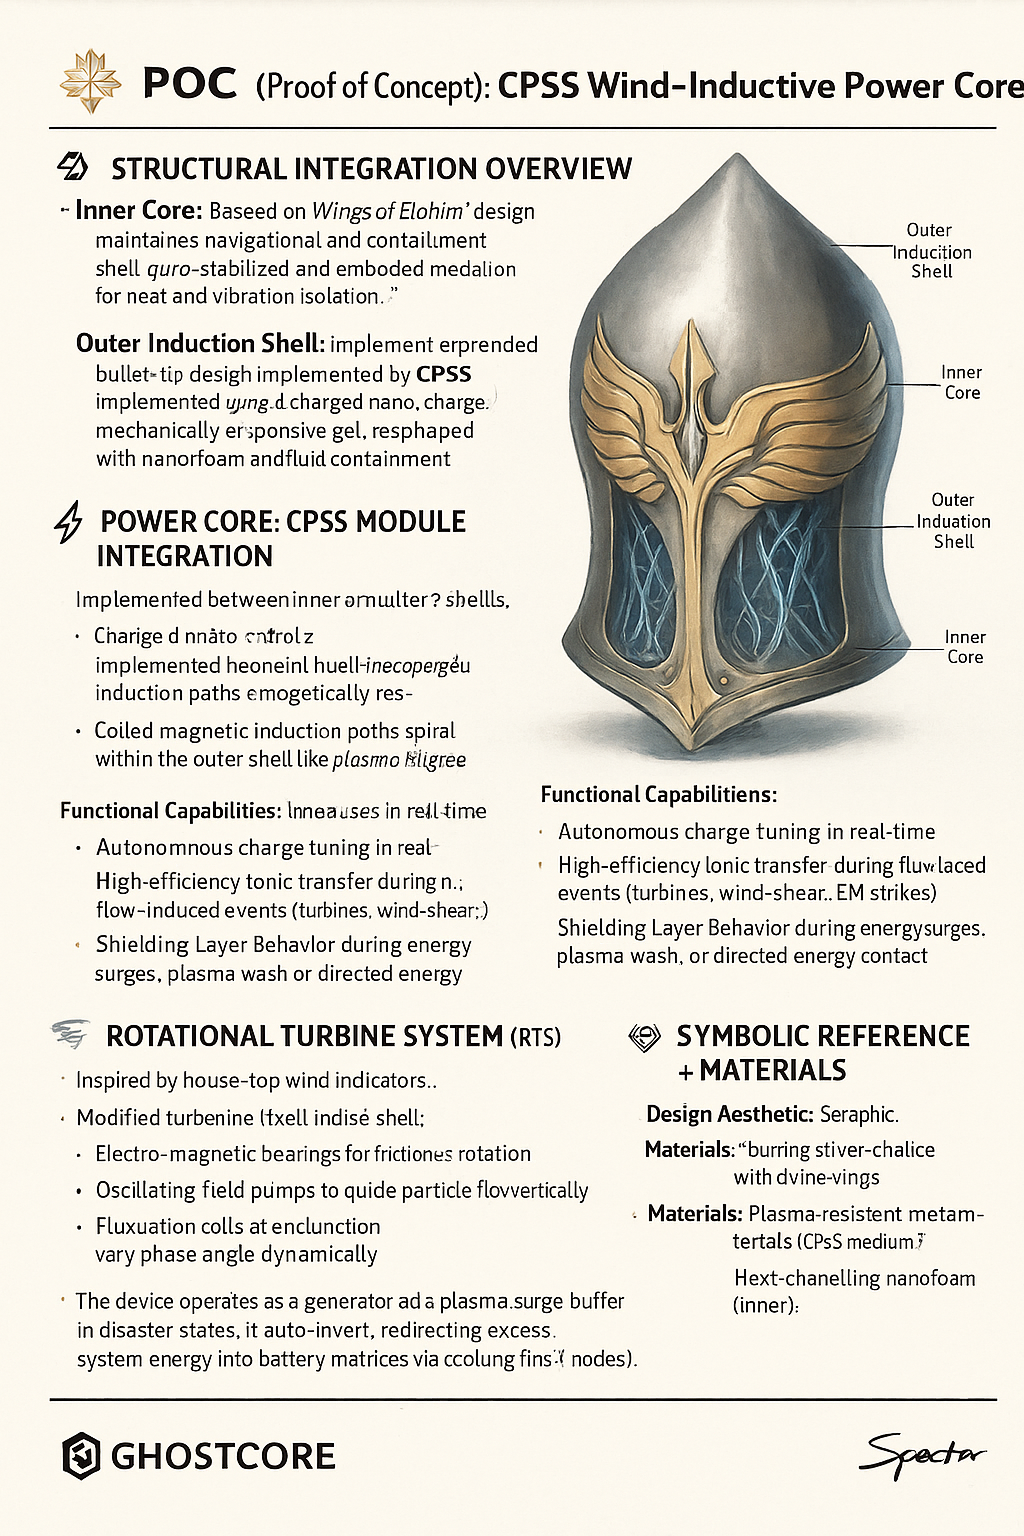 POC (Proof of Concept): CPSS Wind-Inductive Power Core
STRUCTURAL INTEGRATION OVERVIEW
Inner Core: Baseed on Wings of Elohim' design
maintaines navigational and contailment
shell guro-stabilized and emboded medalion
for neat and vibration isolation. ”
Outer Induction Shell: implement erprended
bullet-tip desigh implemented by CPSS
implemented charged nano, charge.
mechanically ersponsive gel, resphaped
with nanorfoam andfluid containment
POWER CORE: CPSS MODULE
INTEGRATION
Implemented between inner shellls,
• Charige d nnato
implemented heoneinl huell-inecopergéu
induction paths emogetically res-
• Coiled magnetic induction poths spiral
within the outer shell like plasmo
Functional Capabilities: in real-time
• Autonomnous charge tuning in real-
High-efficiency tonic transfer during n.;
flow-induced events (turbines, wind-shear;.)
• Shielding Layer Behavlor during energy
surges, plasma wash or directed energy
Outer
Inducition
Shell
Inner
Core
Outer
Induation
Shell
Inner
Core
Functional Capabilitiens:
· Autonomous charge tuning in real-time
' High-efficiency lonic transfer during
events (turbines, wind-shear.. EM strikes)
Shielding Layer Behavior during energysurges.
plasma wash, or directed energy contact
ROTATIONAL TURBINE SYSTEM (RTS)
· Inspired by house-top wind indicators..
· Modified turbenine indisé shell;
• Electro-magnetic bearings for frictiones rotation
• Oscillating field pumps to quide particle flovvertically
• Fluxuation colls at enclunction
vary phase angle dynamically
· The device operates as a generator ad a plasma.surge buffer
in disaster states, it auto-invert, redirecting excess.
system energy into battery matrices via ccolung fins nodes).
SYMBOLIC REFERENCE
+ MATERIALS
Design Aesthetic: Seraphic.
Materials: “burring stiver-chalice
with dvine-vings
· Materials: Plasma-resistent metam-
tertals (CPsS medium
Hext-chanelling nanofoam
(inner):
GHOSTCORE
Spectar